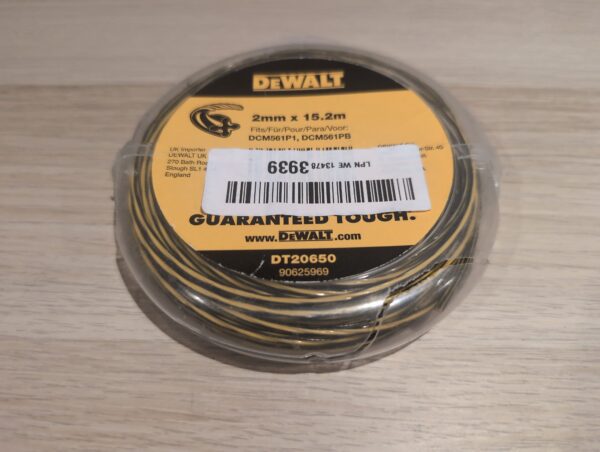 DEWALT
2mm x 15.2m
Fits/Für/Pour/Para/Voor:
DCM561P1, DCM561PB
UK Importer
DEWALT UK
270 Bath
Slough SL1
England
LPN WE 13478 3939
GUARANTEED TOUGH.
www.DEWALT.com
DT20650
90625969